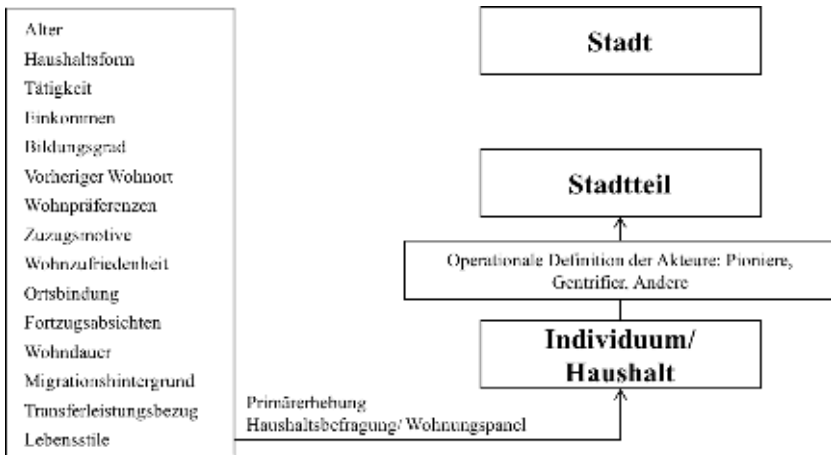 Alter
Haushaltsform
Tätigkeit
Einkommen
Bildungsgrad
Vorheriger Wohnort
Wohnpräferenzen
Zuzugsmotive
Wohnzufriedenheit
Ortsbindung
Fortzugsabsichten
Wohndauer
Migrationshintergrund
Transferleistungsbezug
Lebensstile
Primärerhebung
Haushaltsbefragung/ Wohnungspanel
Stadt
Stadtteil
Operationale Definition der Akteure: Pioniere,
Gentrifier, Andere
Individuum/
Haushalt